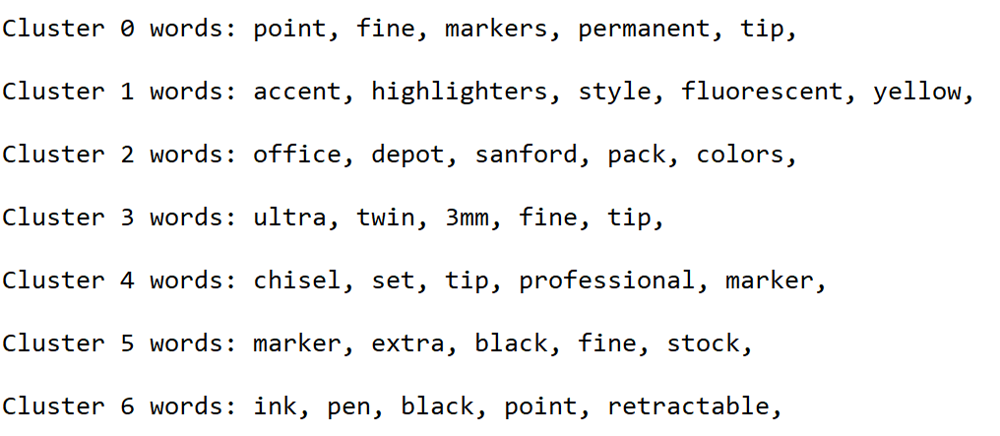 Cluster 0 words: point, fine, markers, permanent, tip,
Cluster 1 words: accent, highlighters, style, fluorescent, yellow,
Cluster 2 words: office, depot, sanford, pack, colors,
Cluster 3 words: ultra, twin, 3mm, fine, tip,
Cluster 4 words: chisel, set, tip, professional, marker,
Cluster 5 words: marker, extra, black, fine, stock,
Cluster 6 words: ink, pen, black, point, retractable,